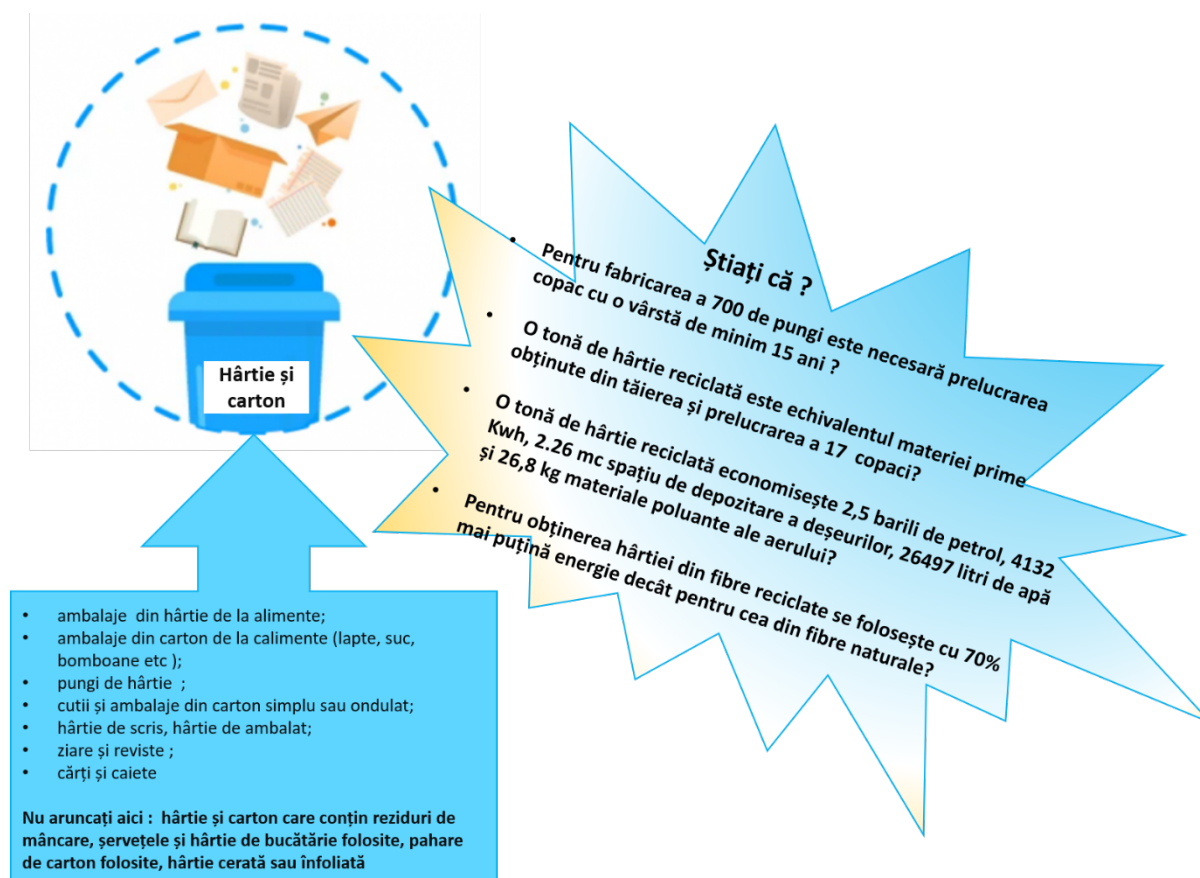 Hârtie și
carton
Știați că ?
• Pentru fabricarea a 700 de pungi este necesară prelucrarea
copac cu o vârstă de minim 15 ani ?
• O tonă de hârtie reciclată este echivalentul materiei prime
obținute din tăierea și prelucrarea a 17 copaci?
• O tonă de hârtie reciclată economisește 2,5 barili de petrol, 4132
Kwh, 2.26 mc spațiu de depozitare a deșeurilor, 26497 litri de apă
și 26,8 kg materiale poluante ale aerului?
• Pentru obținerea hârtiei din fibre reciclate se folosește cu 70%
mai puțină energie decât pentru cea din fibre naturale?
• ambalaje din hârtie de la alimente;
• ambalaje din carton de la calimente (lapte, suc,
bomboane etc );
• pungi de hârtie ;
• cutii și ambalaje din carton simplu sau ondulat;
• hârtie de scris, hârtie de ambalat;
• ziare și reviste ;
• cărți și caiete
Nu aruncați aici : hârtie și carton care conțin reziduri de
mâncare, șervețele și hârtie de bucătărie folosite, pahare
de carton folosite, hârtie cerată sau înfoliată